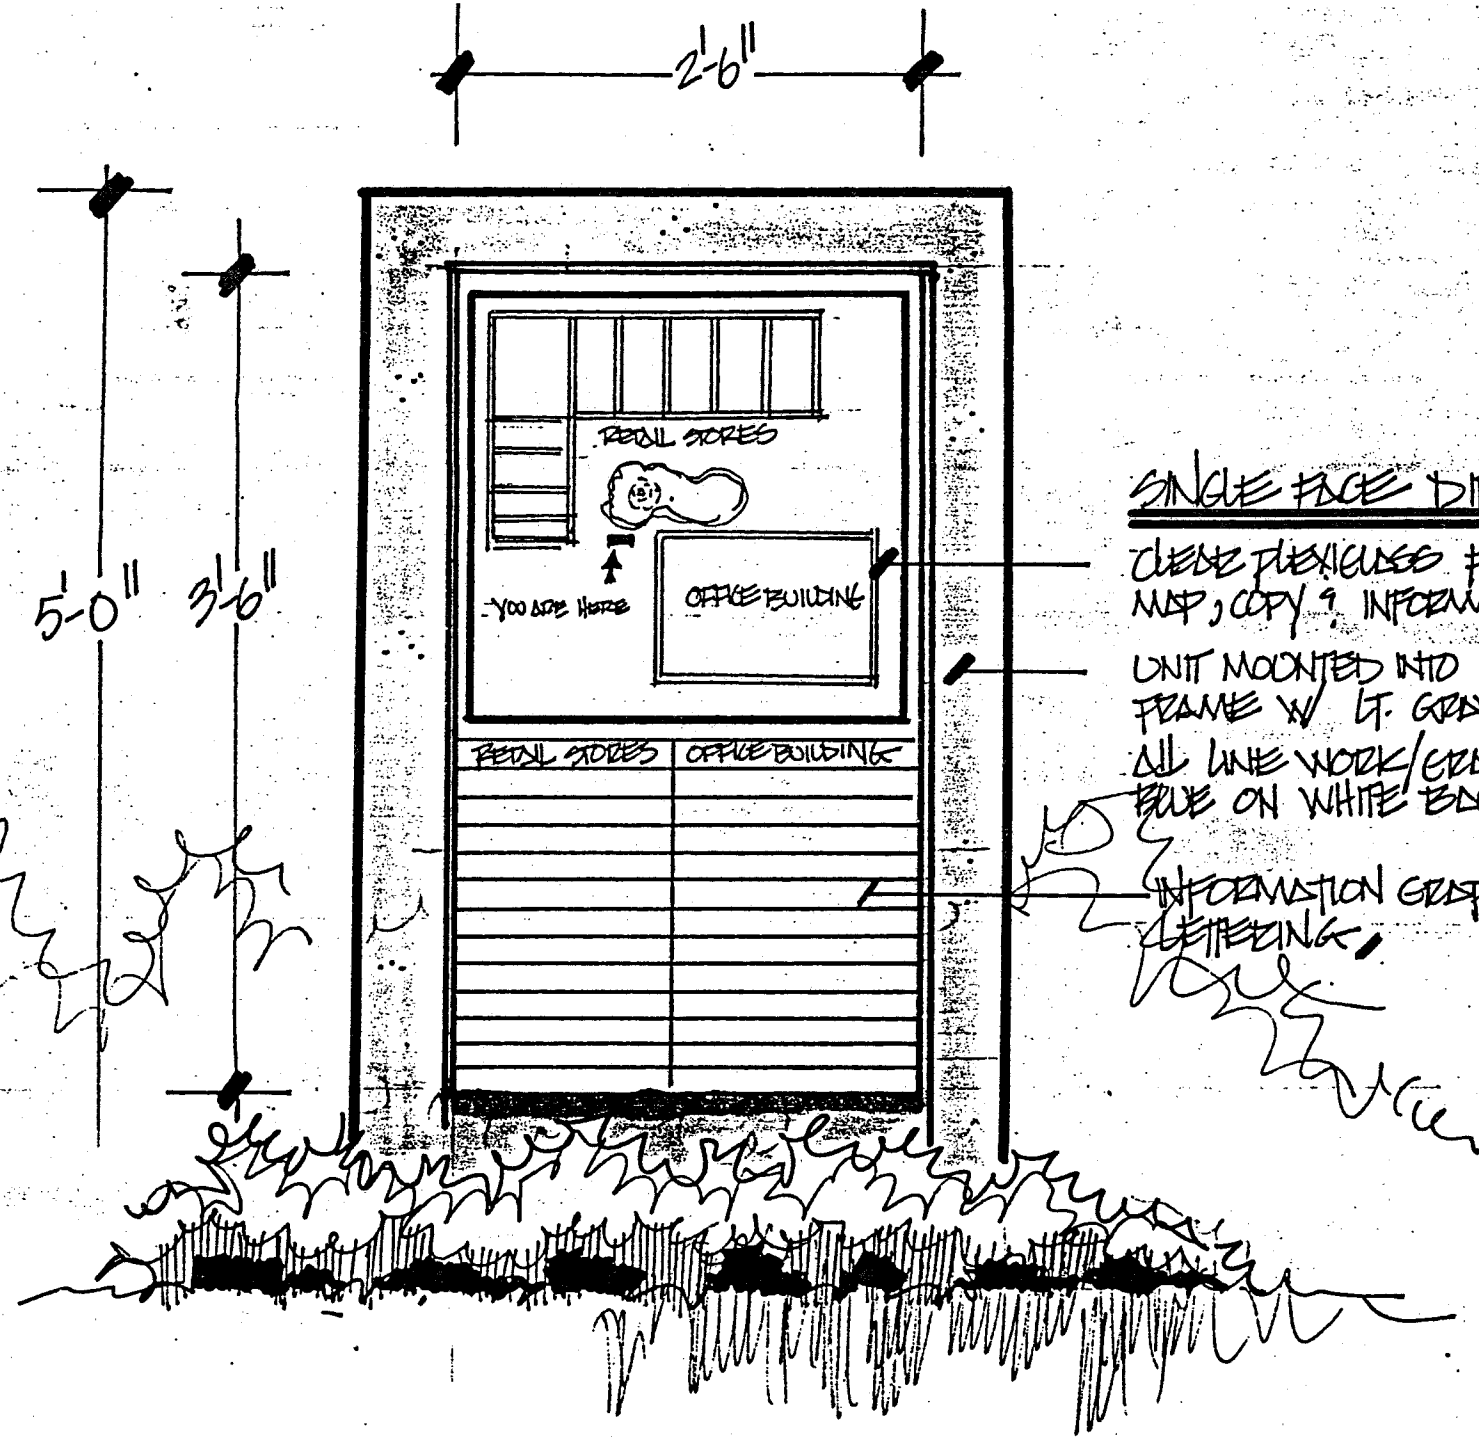 2'-6"
5'-0"
3'-6"
RETAIL STORES
YOU ARE HERE
OFFICE BUILDING
RETAIL STORES OFFICE BUILDING
SINGLE FACE DI
CLEAR PLEXIGLASS F
MAP, COPY & INFORM
UNIT MOUNTED INTO
FRAME W/ LT. GRA
ALL LINE WORK/GRA
BLUE ON WHITE BA
INFORMATION GRAP
LETTERING